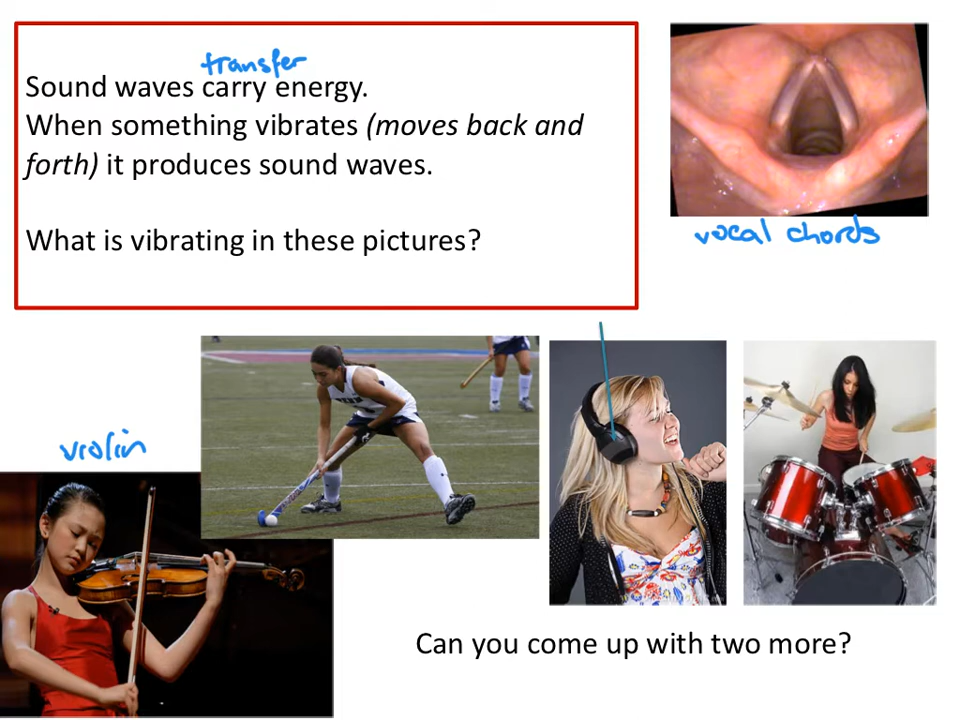 transfer
Sound waves carry energy.
When something vibrates (moves back and
forth) it produces sound waves.
What is vibrating in these pictures?
vocal chords
violin
Can you come up with two more?